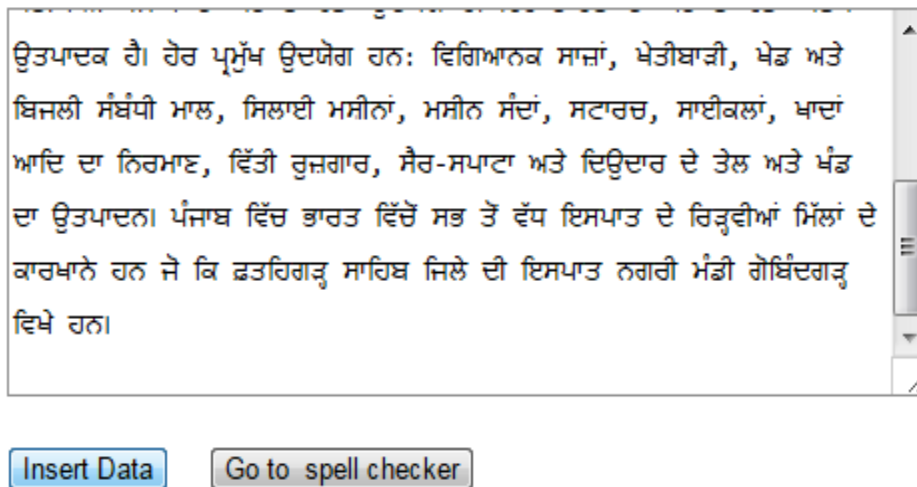 ਉਤਪਾਦਕ ਹੈ। ਹੋਰ ਪ੍ਰਮੁੱਖ ਉਦਯੋਗ ਹਨ: ਵਿਗਿਆਨਕ ਸਾਜ਼ਾਂ, ਖੇਤੀਬਾੜੀ, ਖੇਡ ਅਤੇ
ਬਿਜਲੀ ਸੰਬੰਧੀ ਮਾਲ, ਸਿਲਾਈ ਮਸ਼ੀਨਾਂ, ਮਸ਼ੀਨ ਸੰਦਾਂ, ਸਟਾਰਚ, ਸਾਈਕਲਾਂ, ਖਾਦਾਂ
ਆਦਿ ਦਾ ਨਿਰਮਾਣ, ਵਿੱਤੀ ਰੁਜ਼ਗਾਰ, ਸੈਰ-ਸਪਾਟਾ ਅਤੇ ਦਿਉਦਾਰ ਦੇ ਤੇਲ ਅਤੇ ਖੰਡ
ਦਾ ਉਤਪਾਦਨ। ਪੰਜਾਬ ਵਿੱਚ ਭਾਰਤ ਵਿੱਚੋਂ ਸਭ ਤੋਂ ਵੱਧ ਇਸਪਾਤ ਦੇ ਰਿੜ੍ਹਵੀਆਂ ਮਿੱਲਾਂ ਦੇ
ਕਾਰਖਾਨੇ ਹਨ ਜੋ ਕਿ ਫ਼ਤਹਿਗੜ੍ਹ ਸਾਹਿਬ ਜਿਲੇ ਦੀ ਇਸਪਾਤ ਨਗਰੀ ਮੰਡੀ ਗੋਬਿੰਦਗੜ੍ਹ
ਵਿਖੇ ਹਨ।
Insert Data Go to spell checker